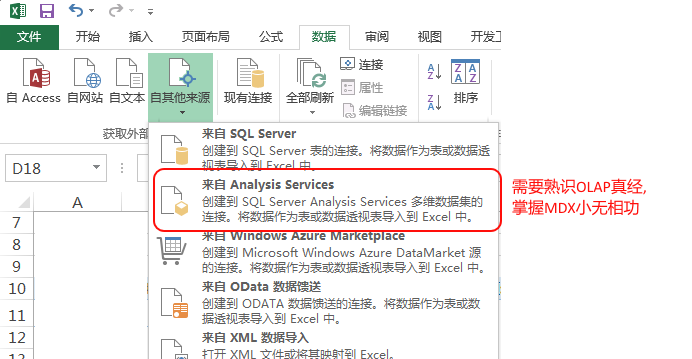 文件 开始 插入 页面布局 公式 数据 审阅 视图 开发工
自 Access 自网站 自文本 自其他来源 现有连接 全部刷新 连接 属性 编辑链接 排序
获取外部
来自 SQL Server
创建到 SQL Server 表的连接。将数据作为表或数据透
视表导入到 Excel 中。
D18
来自 Analysis Services
创建到 SQL Server Analysis Services 多维数据集的
连接。将数据作为表或数据透视表导入到 Excel 中。
需要熟识OLAP真经,
掌握MDX小无相功
A
7
8
9
10
11
12
13
来自 Windows Azure Marketplace
创建到 Microsoft Windows Azure DataMarket 源
的连接。将数据作为表或数据透视表导入到 Excel 中。
来自 OData 数据馈送
创建到 ODATA 数据馈送的连接。将数据作为表或数
据透视表导入到 Excel 中。
来自 XML 数据导入
打开 XML 文件或将其映射到 Excel。